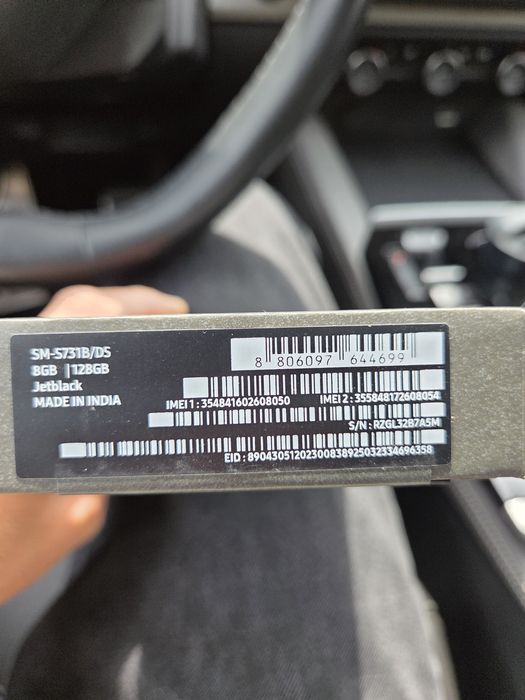 SM-S731B/DS
8GB |128GB
Jetblack
MADE IN INDIA
8 806097 644699
IMEI 1 : 354841602608050
IMEI 2 : 355848172608054
S/N : RZGL32B7A5M
EID : 89043051202300838925032334696358